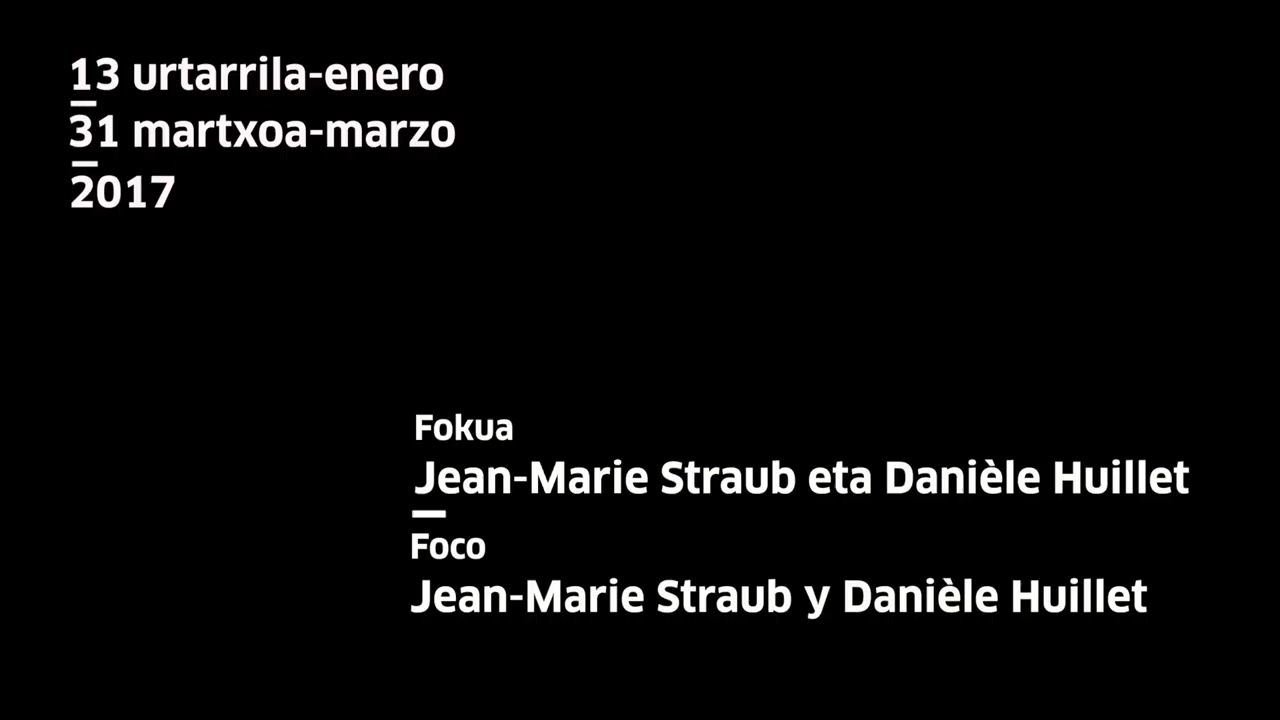 13 urtarrila-enero
31 martxoa-marzo
2017
Fokua
Jean-Marie Straub eta Danièle Huillet
Foco
Jean-Marie Straub y Danièle Huillet